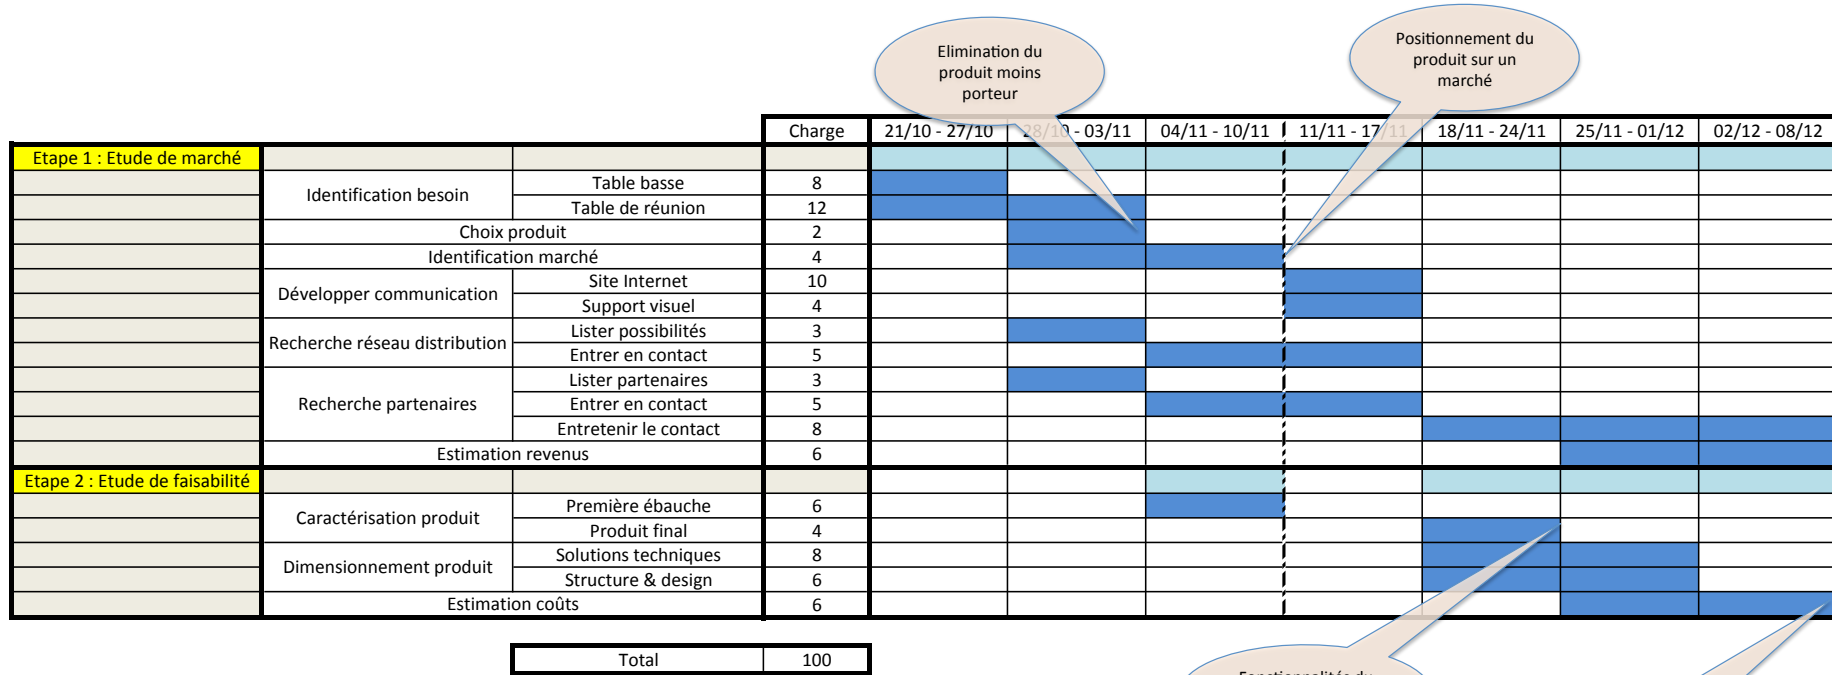 Elimination du
produit moins
porteur
Positionnement du
produit sur un
marché
Charge 21/10 - 27/10 28/10 - 03/11 04/11 - 10/11 11/11 - 17/11 18/11 - 24/11 25/11 - 01/12 02/12 - 08/12
Etape 1 : Etude de marché
Identification besoin
Table basse 8
Table de réunion 12
Choix produit 2
Identification marché 4
Développer communication
Site Internet 10
Support visuel 4
Recherche réseau distribution
Lister possibilités 3
Entrer en contact 5
Recherche partenaires
Lister partenaires 3
Entrer en contact 5
Entretenir le contact 8
Estimation revenus 6
Etape 2 : Etude de faisabilité
Caractérisation produit
Première ébauche 6
Produit final 4
Dimensionnement produit
Solutions techniques 8
Structure & design 6
Estimation coûts 6
Total 100
Fonctionnalités du